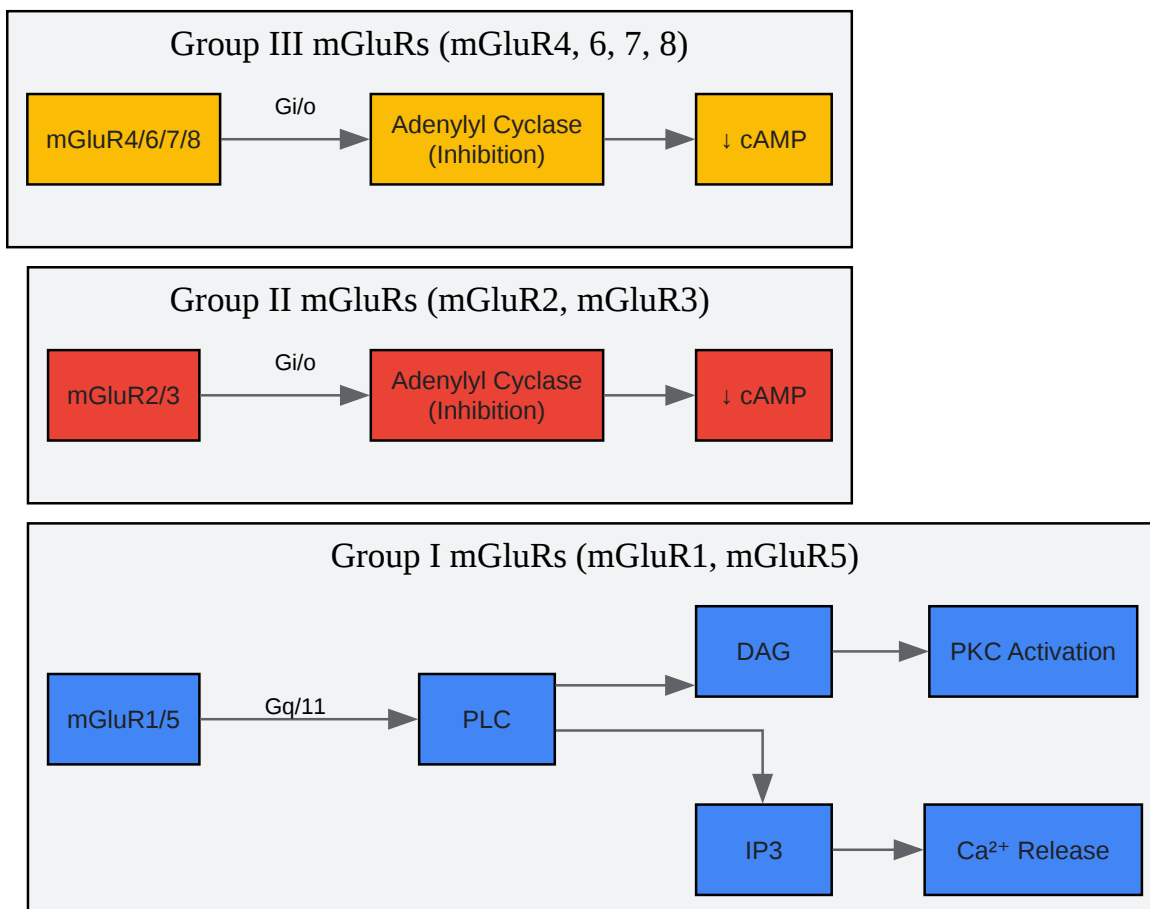 Group III mGluRs (mGluR4, 6, 7, 8)
mGluR4/6/7/8
Gi/o
Adenylyl Cyclase
(Inhibition)
↓ cAMP
Group II mGluRs (mGluR2, mGluR3)
mGluR2/3
Gi/o
Adenylyl Cyclase
(Inhibition)
↓ cAMP
Group I mGluRs (mGluR1, mGluR5)
mGluR1/5
Gq/11
PLC
DAG
PKC Activation
IP3
Ca²⁺ Release